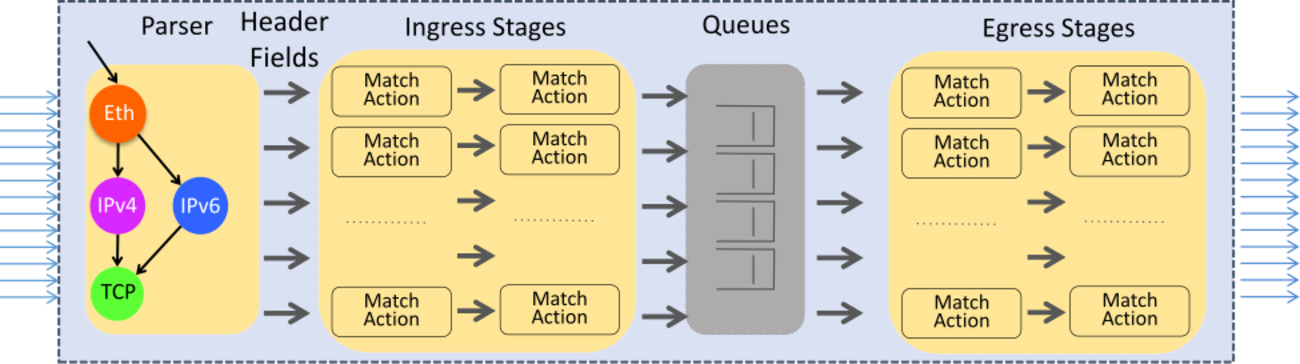 Parser
Header
Fields
Ingress Stages
Queues
Egress Stages
Eth
IPv4
IPv6
TCP
Match
Action
Match
Action
Match
Action
Match
Action
Match
Action
Match
Action
Match
Action
Match
Action
Match
Action
Match
Action
Match
Action
Match
Action